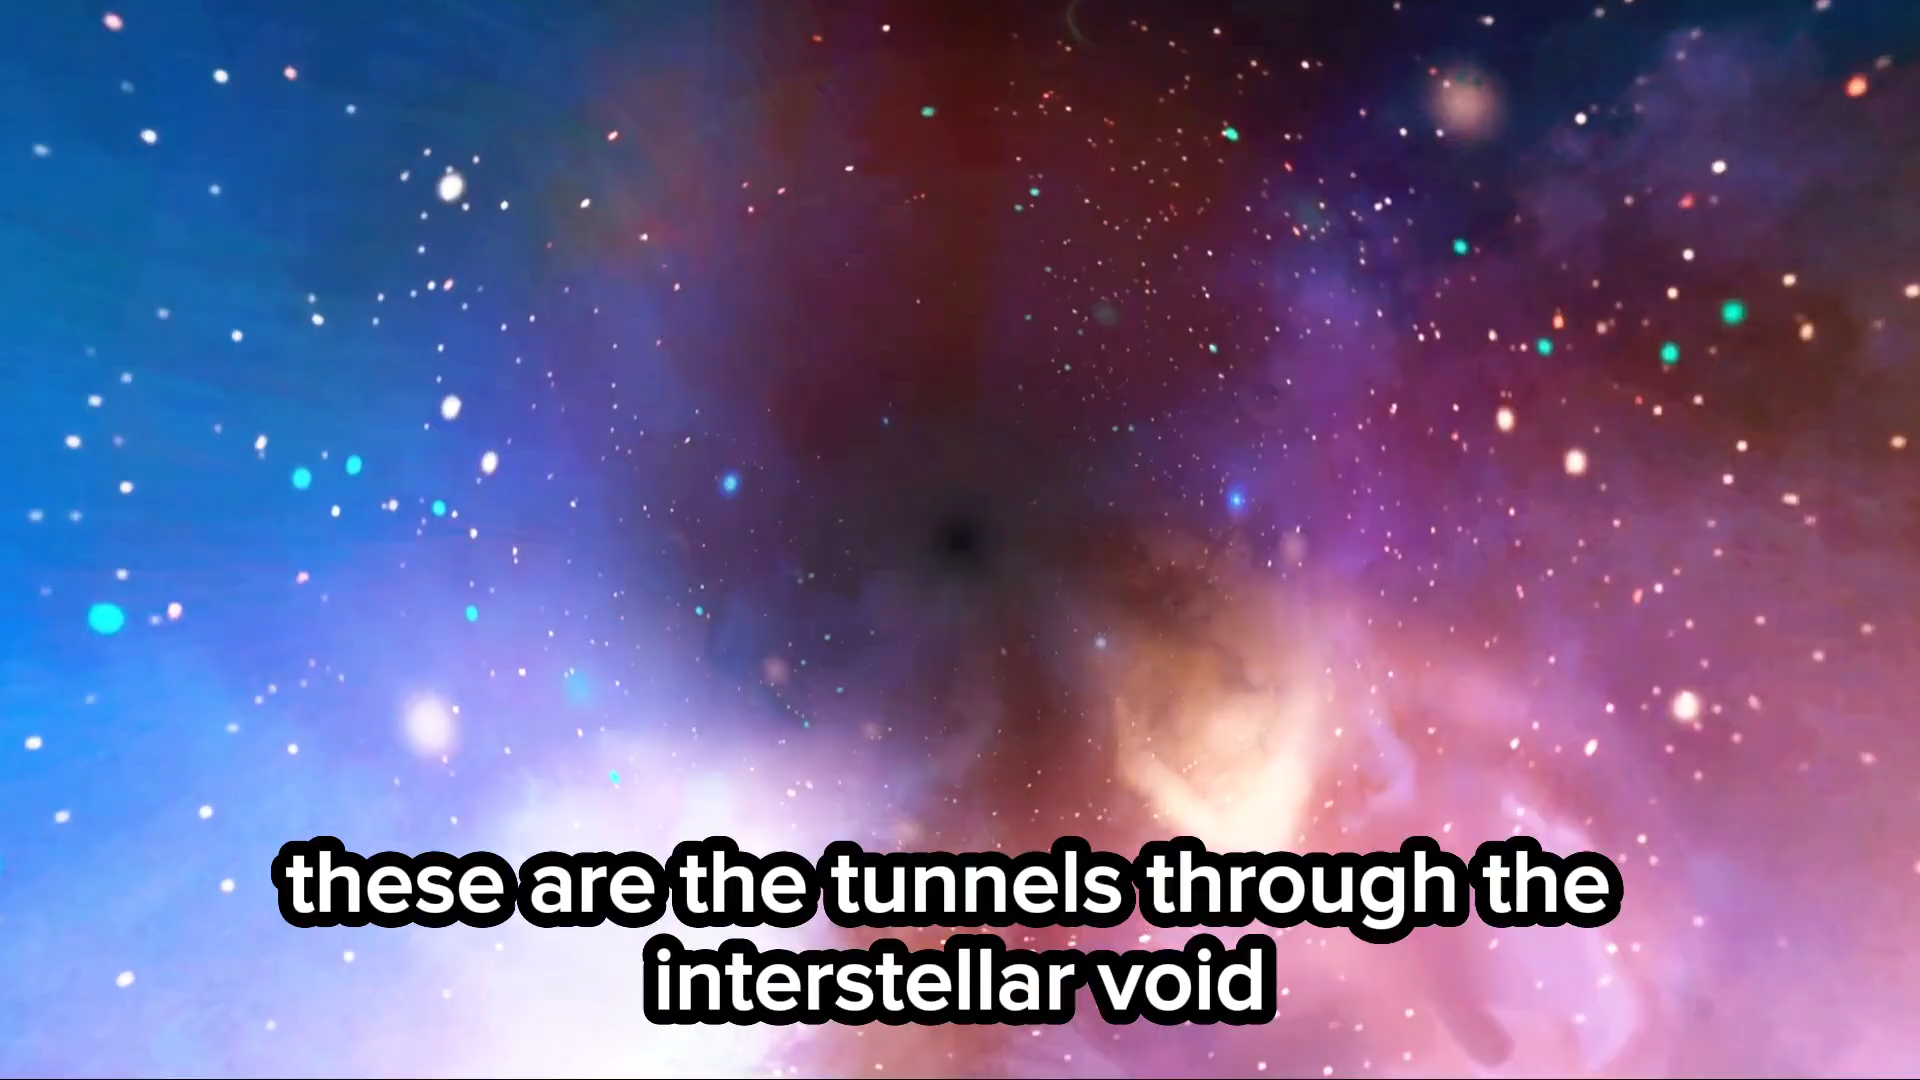 these are the tunnels through the
interstellar void